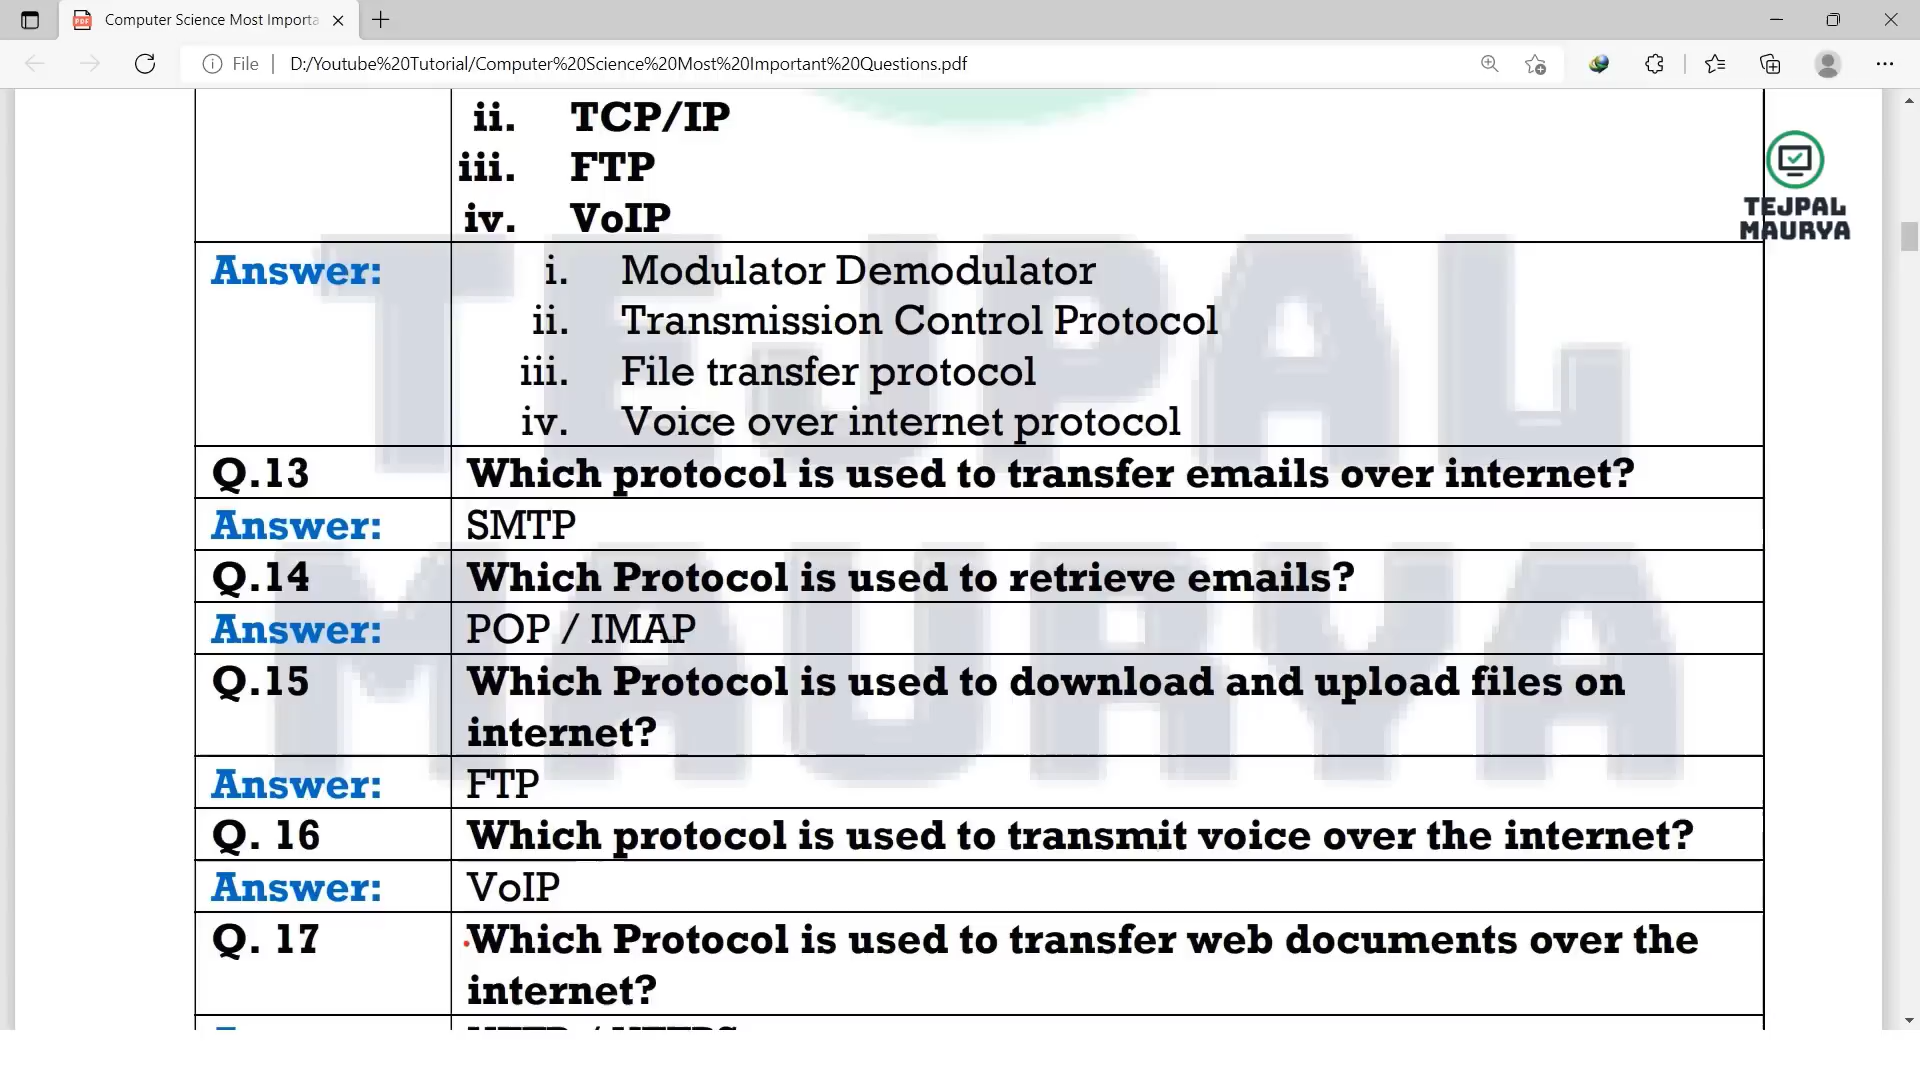 Computer Science Most Importa
File
D:/Youtube%20Tutorial/Computer%20Science%20Most%20Important%20Questions.pdf
ii. TCP/IP
iii. FTP
iv. VoIP
TEJPAL
MAURYA
Answer: i. Modulator Demodulator
ii. Transmission Control Protocol
iii. File transfer protocol
iv. Voice over internet protocol
Q.13 Which protocol is used to transfer emails over internet?
Answer: SMTP
Q.14 Which Protocol is used to retrieve emails?
Answer: POP / IMAP
Q.15 Which Protocol is used to download and upload files on
internet?
Answer: FTP
Q. 16 Which protocol is used to transmit voice over the internet?
Answer: VoIP
Q. 17 Which Protocol is used to transfer web documents over the
internet?
TEJPAL
MAURYA